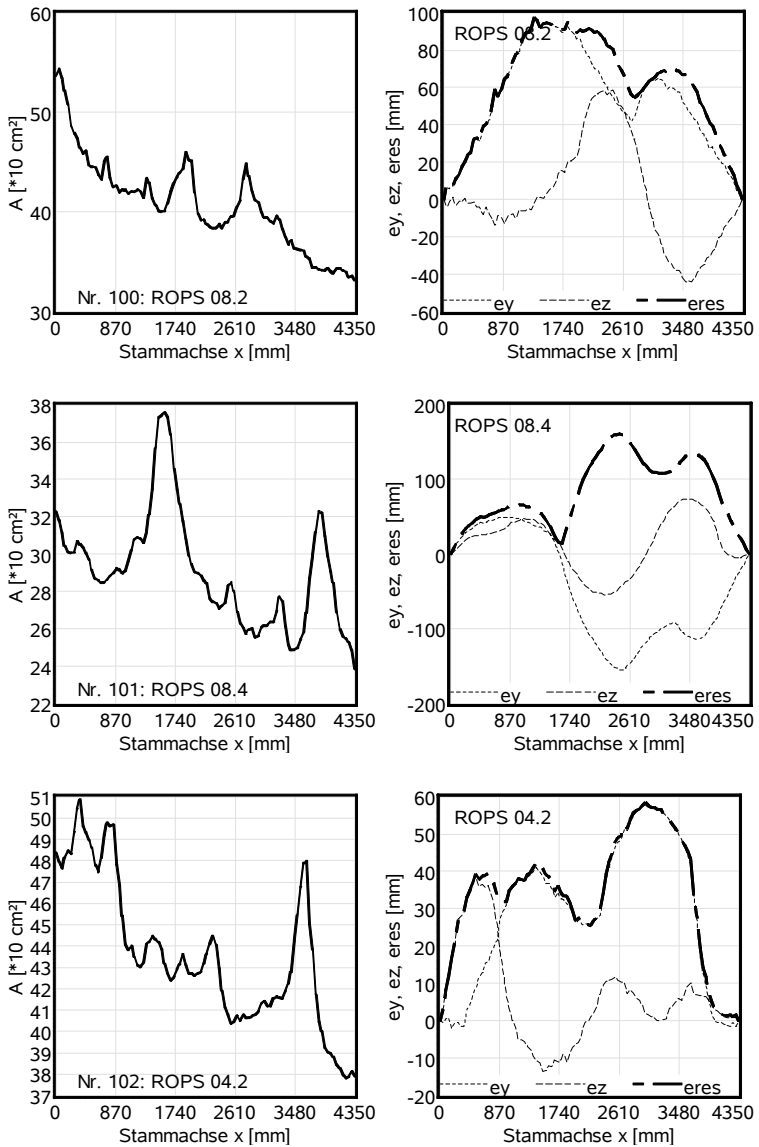 60
50
40
30
A [*10 cm²]
Nr. 100: ROPS 08.2
0 870 1740 2610 3480 4350
Stammachse x [mm]
100
80
60
40
20
0
-20
-40
-60
ey, ez, eres [mm]
ROPS 08.2
ey ez eres
0 870 1740 2610 3480 4350
Stammachse x [mm]
38
36
34
32
30
28
26
24
22
A [*10 cm²]
Nr. 101: ROPS 08.4
0 870 1740 2610 3480 4350
Stammachse x [mm]
200
100
0
-100
-200
ey, ez, eres [mm]
ROPS 08.4
ey ez eres
0 870 1740 2610 3480 4350
Stammachse x [mm]
51
50
48
47
45
44
43
41
40
39
38
37
A [*10 cm²]
Nr. 102: ROPS 04.2
0 870 1740 2610 3480 4350
Stammachse x [mm]
60
50
40
30
20
10
0
-10
-20
ey, ez, eres [mm]
ROPS 04.2
ey ez eres
0 870 1740 2610 3480 4350
Stammachse x [mm]